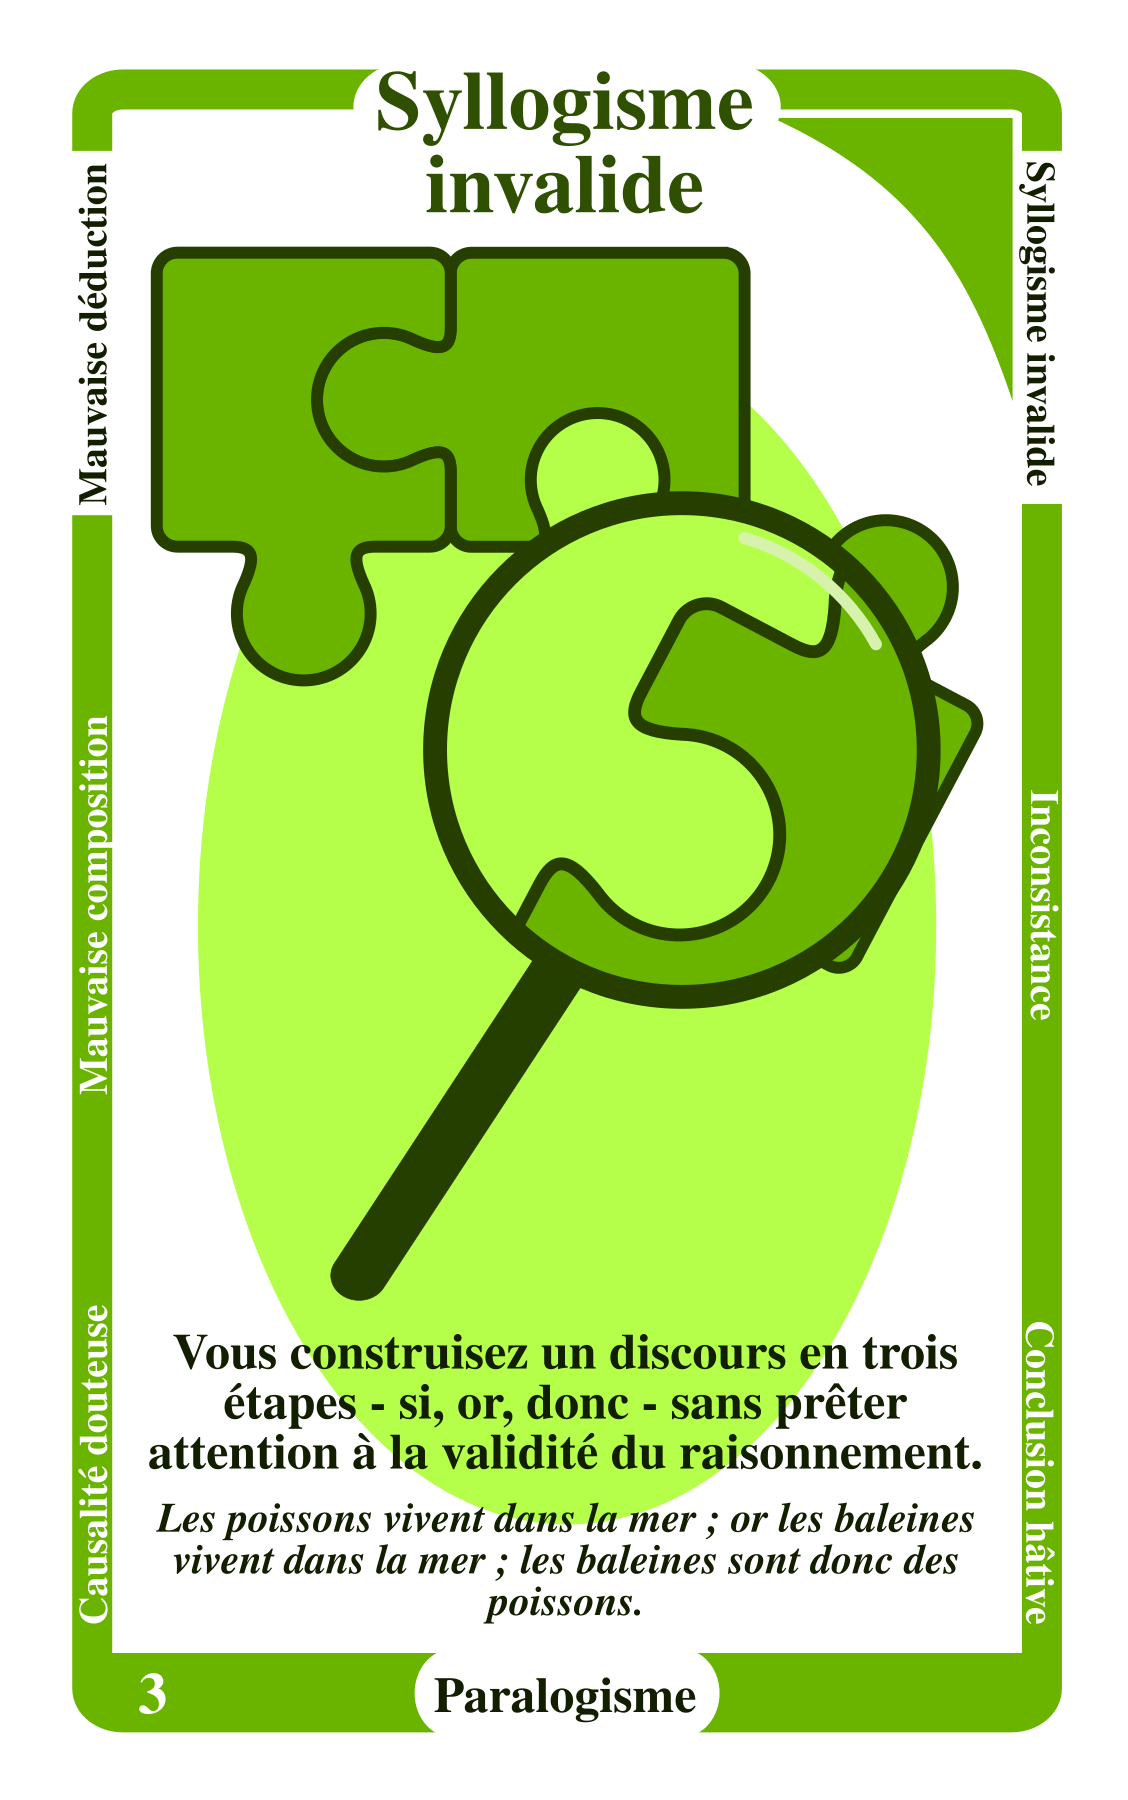 Syllogisme
invalide
Mauvaise déduction
Mauvaise composition
Causalité douteuse
Syllogisme invalide
Inconsistance
Conclusion hâtive
Vous construisez un discours en trois
étapes - si, or, donc - sans prêter
attention à la validité du raisonnement.
Les poissons vivent dans la mer ; or les baleines
vivent dans la mer ; les baleines sont donc des
poissons.
3
Paralogisme